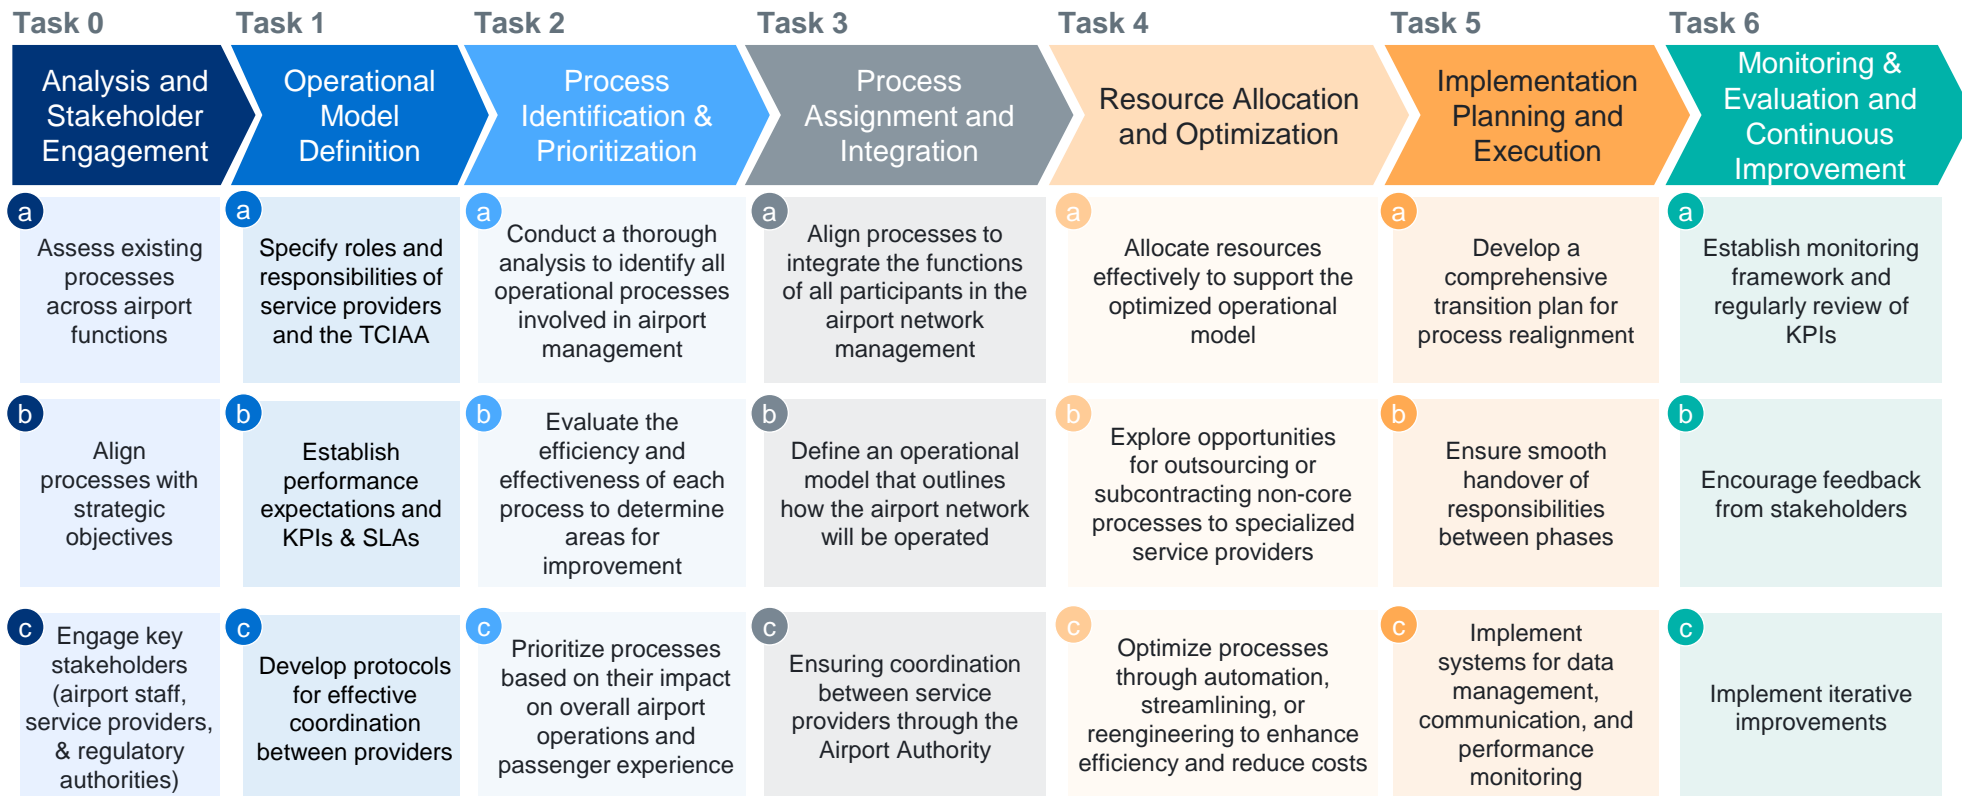 Task 0
Task 1
Task 2
Task 3
Task 4
Task 5
Task 6
Analysis and
Stakeholder
Engagement
Operational
Model
Definition
Process
Identification &
Prioritization
Process
Assignment and
Integration
Resource Allocation
and Optimization
Implementation
Planning and
Execution
Monitoring &
Evaluation and
Continuous
Improvement
a
Assess existing
processes
across airport
functions
a
Specify roles and
responsibilities of
service providers
and the TCIAA
a
Conduct a thorough
analysis to identify all
operational processes
involved in airport
management
a
Align processes to
integrate the functions
of all participants in the
airport network
management
a
Allocate resources
effectively to support the
optimized operational
model
a
Develop a
comprehensive
transition plan for
process realignment
a
Establish monitoring
framework and
regularly review of
KPIs
b
Align
processes with
strategic
objectives
b
Establish
performance
expectations and
KPIs & SLAs
b
Evaluate the
efficiency and
effectiveness of each
process to determine
areas for
improvement
b
Define an operational
model that outlines
how the airport network
will be operated
b
Explore opportunities
for outsourcing or
subcontracting non-core
processes to specialized
service providers
b
Ensure smooth
handover of
responsibilities
between phases
b
Encourage feedback
from stakeholders
c
Engage key
stakeholders
(airport staff,
service providers,
& regulatory
authorities)
c
Develop protocols
for effective
coordination
between providers
c
Prioritize processes
based on their impact
on overall airport
operations and
passenger experience
c
Ensuring coordination
between service
providers through the
Airport Authority
c
Optimize processes
through automation,
streamlining, or
reengineering to enhance
efficiency and reduce costs
c
Implement
systems for data
management,
communication, and
performance
monitoring
c
Implement iterative
improvements